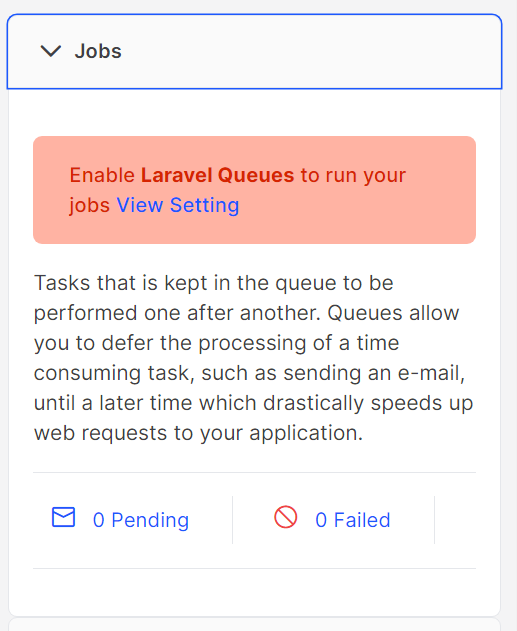 Jobs
Enable Laravel Queues to run your
jobs View Setting
Tasks that is kept in the queue to be
performed one after another. Queues allow
you to defer the processing of a time
consuming task, such as sending an e-mail,
until a later time which drastically speeds up
web requests to your application.
0 Pending 0 Failed